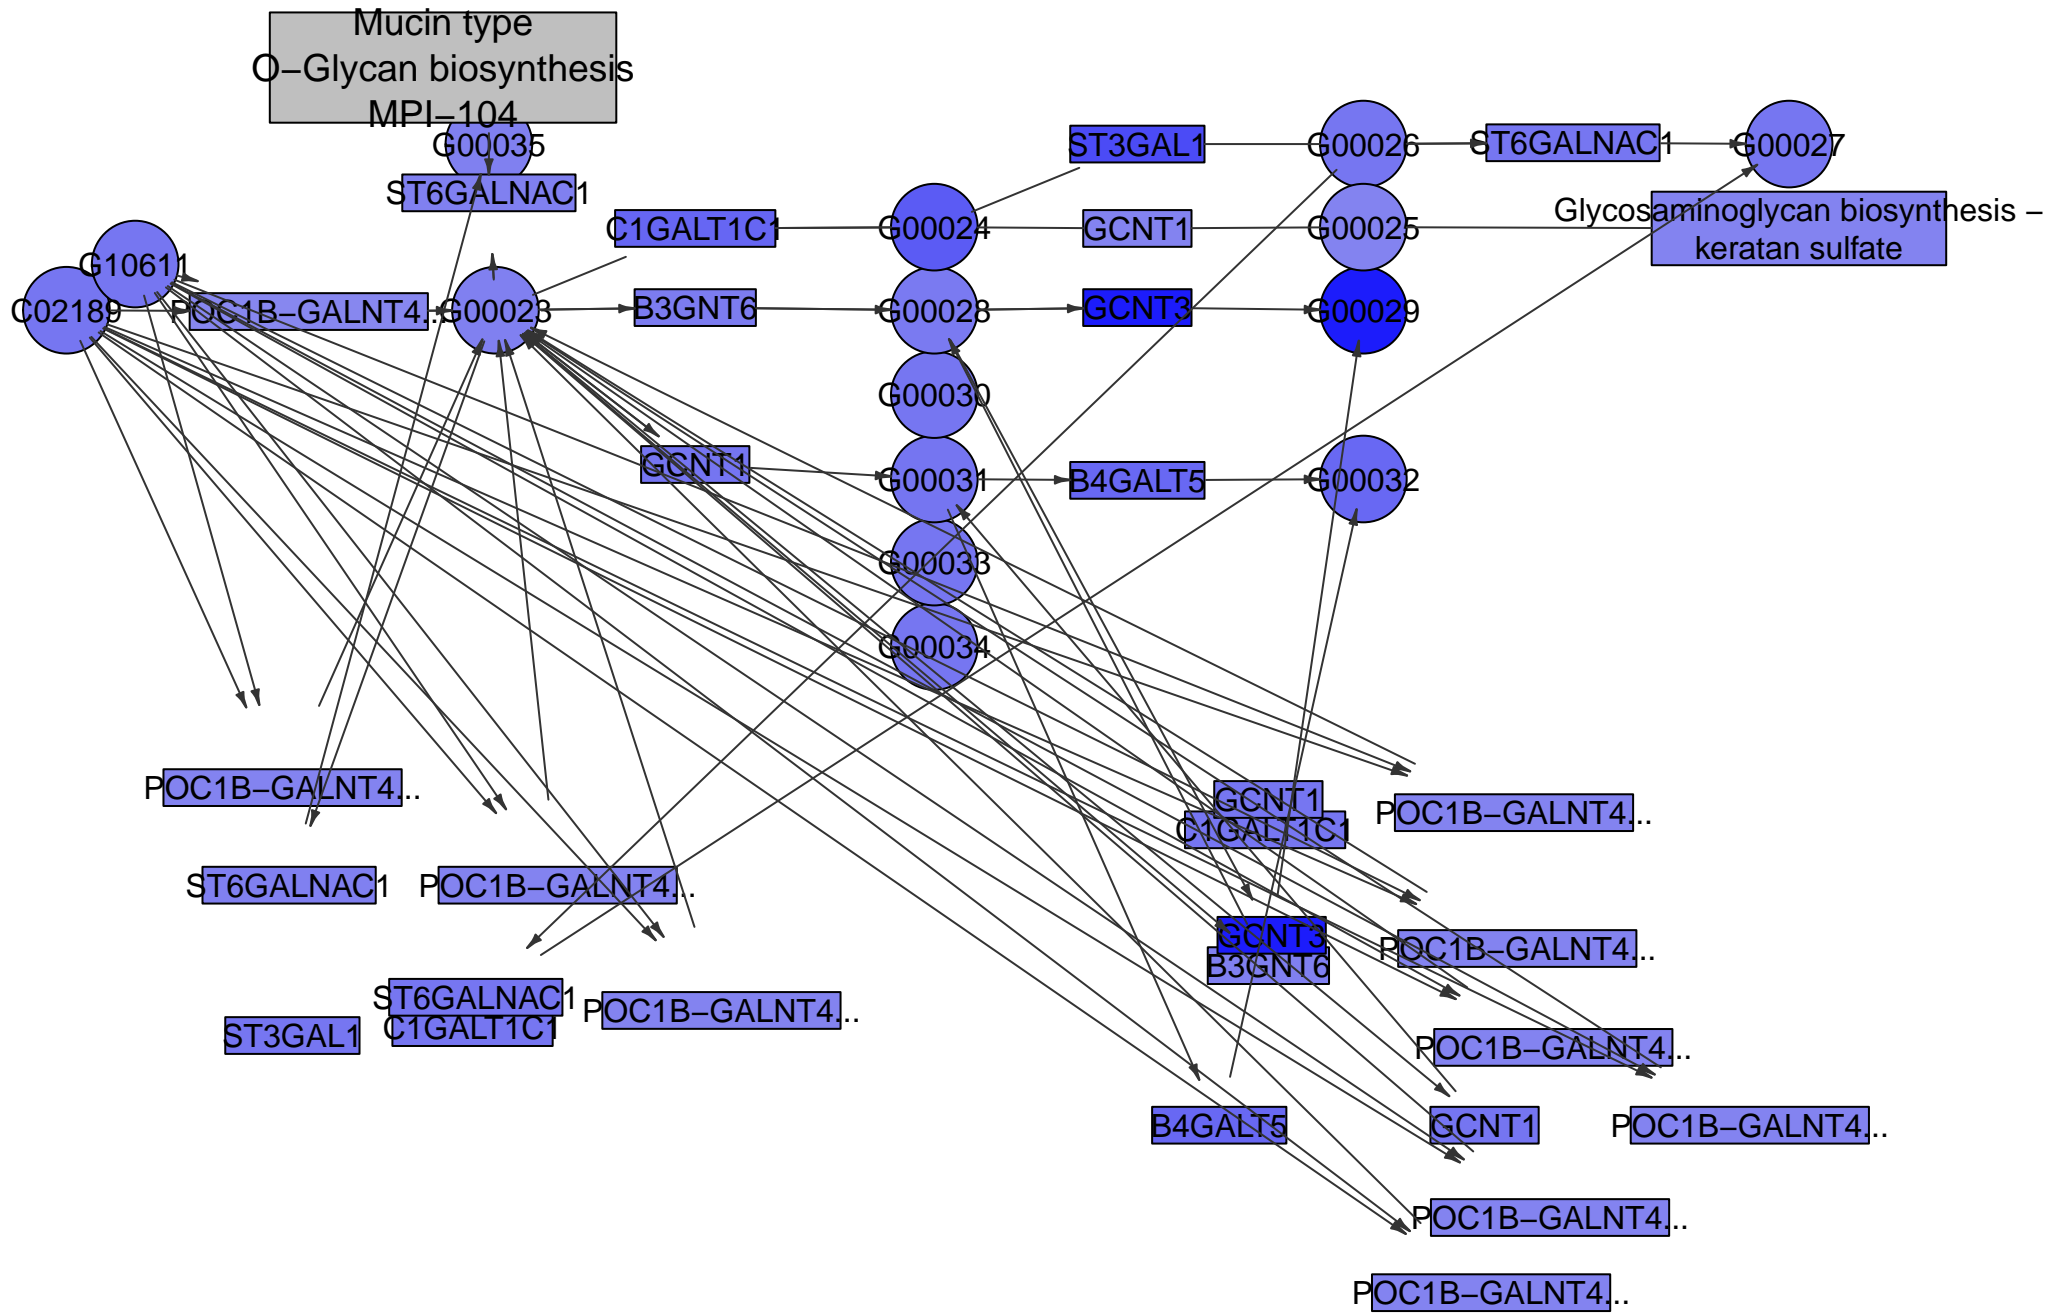 Mucin type
O−Glycan biosynthesis
MPI−104
G00035
ST3GAL1
G00026
ST6GALNAC1
G00027
ST6GALNAC1
C1GALT1C1
G00024
GCNT1
G00025
Glycosaminoglycan biosynthesis −
keratan sulfate
G10611
C02189
POC1B−GALNT4...
G00023
B3GNT6
G00028
GCNT3
G00029
G00030
GCNT1
G00031
B4GALT5
G00032
G00033
G00034
POC1B−GALNT4...
GCNT1
POC1B−GALNT4...
C1GALT1C1
ST6GALNAC1
POC1B−GALNT4...
GCNT3
POC1B−GALNT4...
B3GNT6
ST6GALNAC1
POC1B−GALNT4...
ST3GAL1
C1GALT1C1
POC1B−GALNT4...
B4GALT5
GCNT1
POC1B−GALNT4...
POC1B−GALNT4...
POC1B−GALNT4...